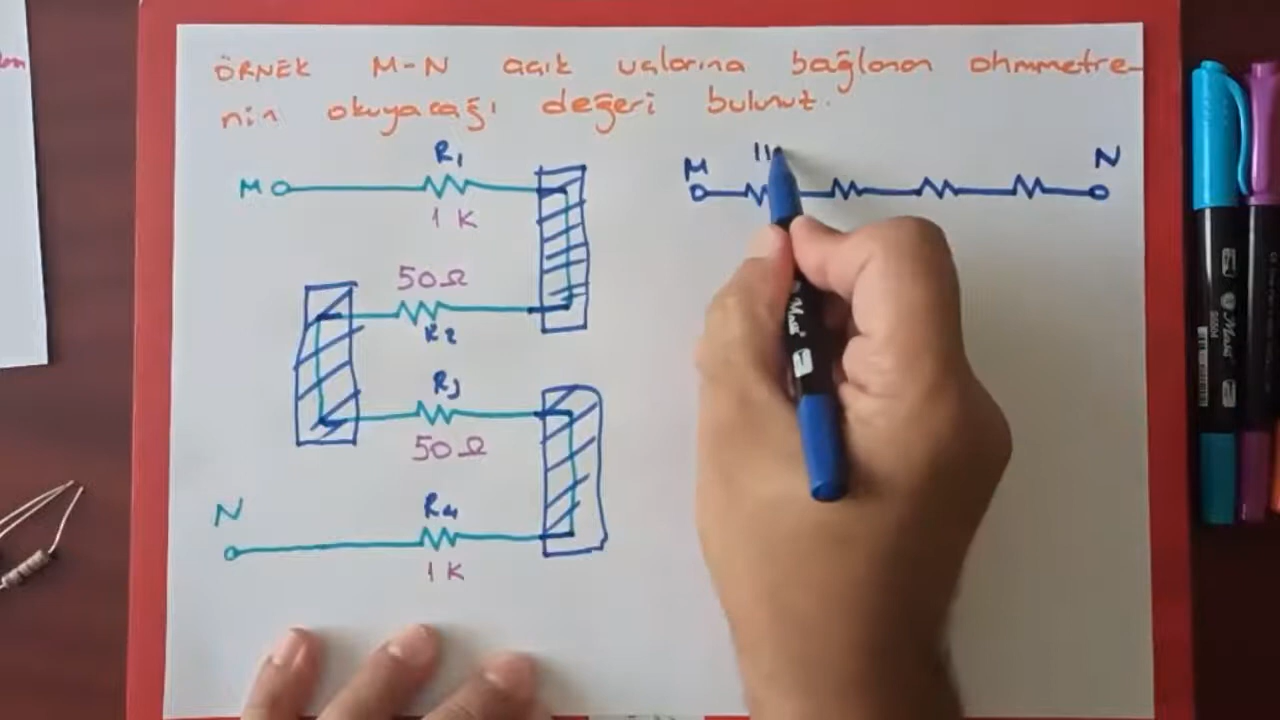 ÖRNEK M-N açık uçlarına bağlanan ohmmetre-
nin okuyacağı değeri bulunuz.
R1
M
1 K
50Ω
R2
R3
50Ω
N
R4
1 K
M
N